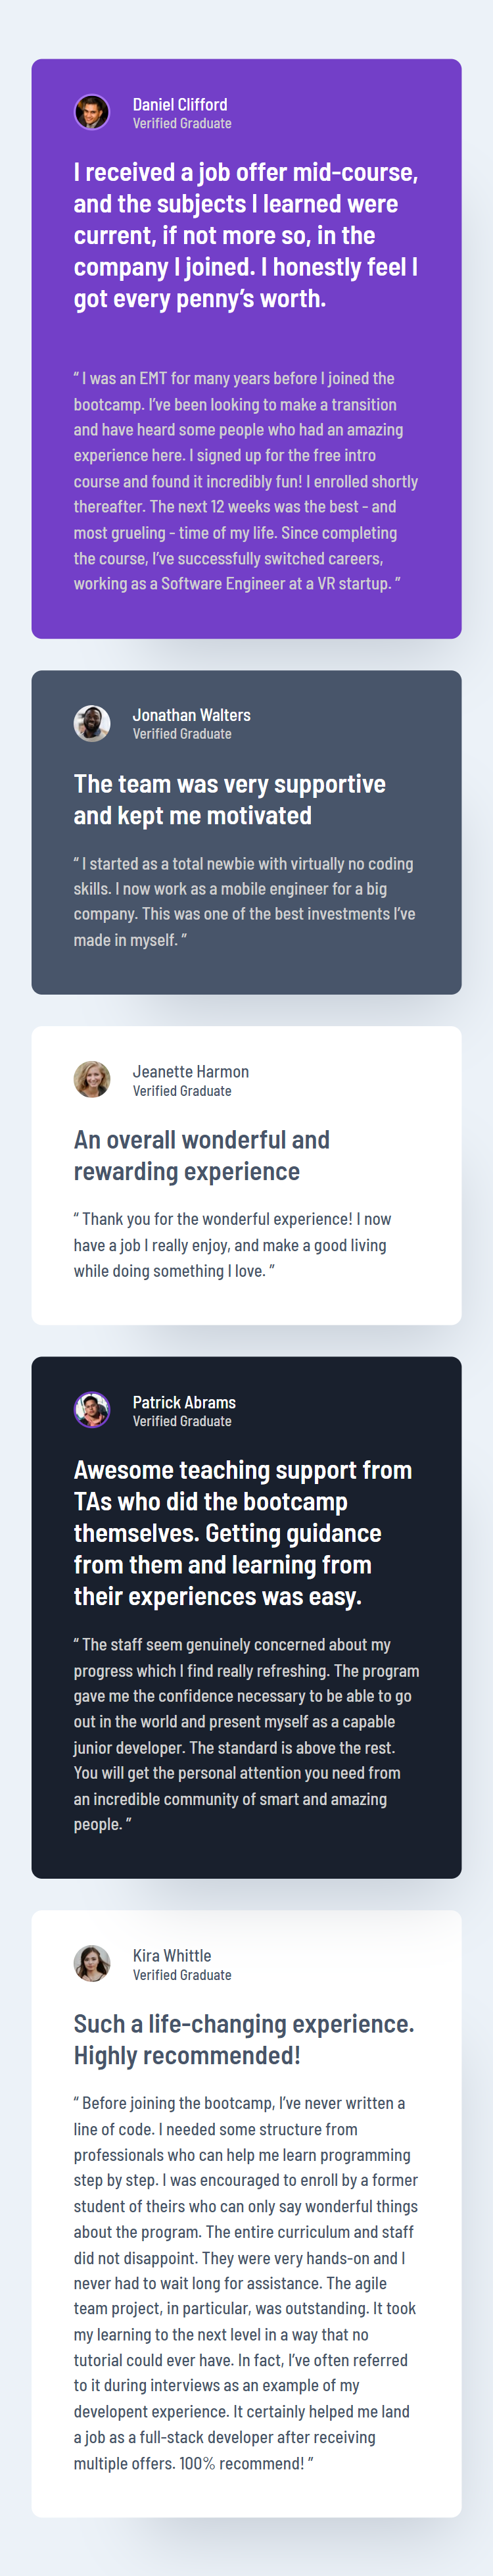 Daniel Clifford
Verified Graduate
I received a job offer mid-course,
and the subjects I learned were
current, if not more so, in the
company I joined. I honestly feel I
got every penny’s worth.
“ I was an EMT for many years before I joined the
bootcamp. I’ve been looking to make a transition
and have heard some people who had an amazing
experience here. I signed up for the free intro
course and found it incredibly fun! I enrolled shortly
thereafter. The next 12 weeks was the best - and
most grueling - time of my life. Since completing
the course, I’ve successfully switched careers,
working as a Software Engineer at a VR startup. ”
Jonathan Walters
Verified Graduate
The team was very supportive
and kept me motivated
“ I started as a total newbie with virtually no coding
skills. I now work as a mobile engineer for a big
company. This was one of the best investments I’ve
made in myself. ”
Jeanette Harmon
Verified Graduate
An overall wonderful and
rewarding experience
“ Thank you for the wonderful experience! I now
have a job I really enjoy, and make a good living
while doing something I love. ”
Patrick Abrams
Verified Graduate
Awesome teaching support from
TAs who did the bootcamp
themselves. Getting guidance
from them and learning from
their experiences was easy.
“ The staff seem genuinely concerned about my
progress which I find really refreshing. The program
gave me the confidence necessary to be able to go
out in the world and present myself as a capable
junior developer. The standard is above the rest.
You will get the personal attention you need from
an incredible community of smart and amazing
people. ”
Kira Whittle
Verified Graduate
Such a life-changing experience.
Highly recommended!
“ Before joining the bootcamp, I’ve never written a
line of code. I needed some structure from
professionals who can help me learn programming
step by step. I was encouraged to enroll by a former
student of theirs who can only say wonderful things
about the program. The entire curriculum and staff
did not disappoint. They were very hands-on and I
never had to wait long for assistance. The agile
team project, in particular, was outstanding. It took
my learning to the next level in a way that no
tutorial could ever have. In fact, I’ve often referred
to it during interviews as an example of my
developent experience. It certainly helped me land
a job as a full-stack developer after receiving
multiple offers. 100% recommend! ”